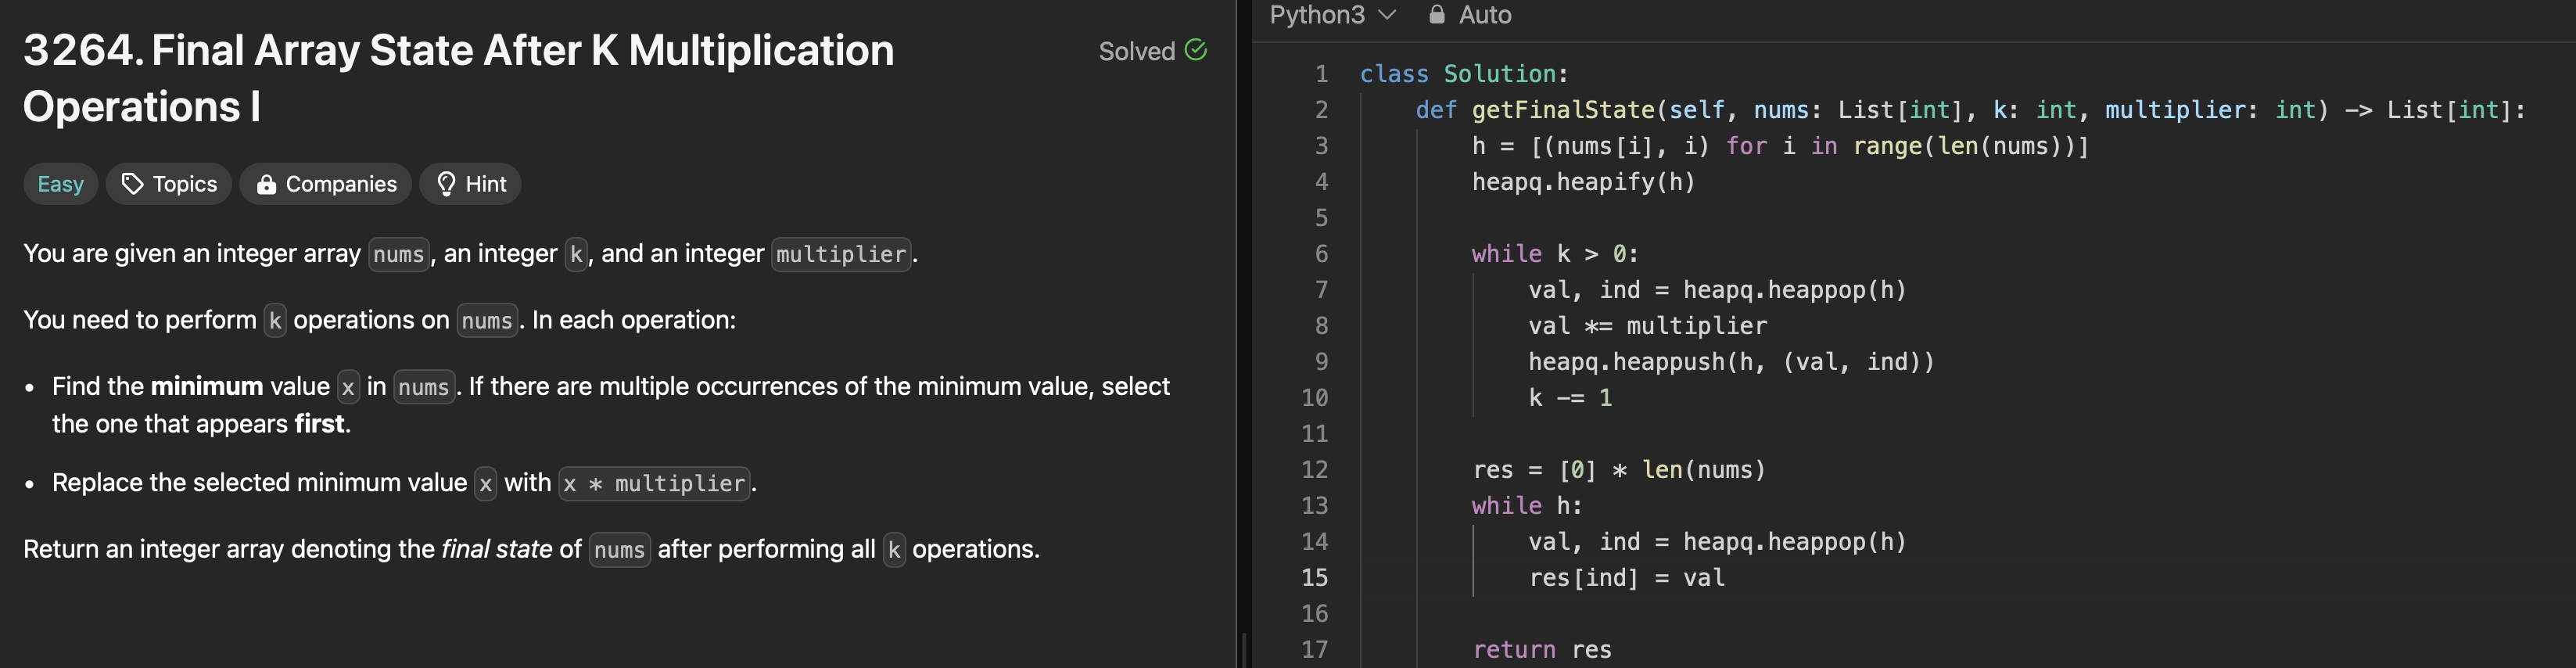 3264. Final Array State After K Multiplication
Operations I
Solved
Easy Topics Companies Hint
You are given an integer array nums, an integer k, and an integer multiplier.
You need to perform k operations on nums. In each operation:
• Find the minimum value x in nums. If there are multiple occurrences of the minimum value, select
the one that appears first.
• Replace the selected minimum value x with x * multiplier.
Return an integer array denoting the final state of nums after performing all k operations.
Python3 Auto
1 class Solution:
2     def getFinalState(self, nums: List[int], k: int, multiplier: int) -> List[int]:
3         h = [(nums[i], i) for i in range(len(nums))]
4         heapq.heapify(h)
5
6         while k > 0:
7             val, ind = heapq.heappop(h)
8             val *= multiplier
9             heapq.heappush(h, (val, ind))
10             k -= 1
11
12         res = [0] * len(nums)
13         while h:
14             val, ind = heapq.heappop(h)
15             res[ind] = val
16
17         return res